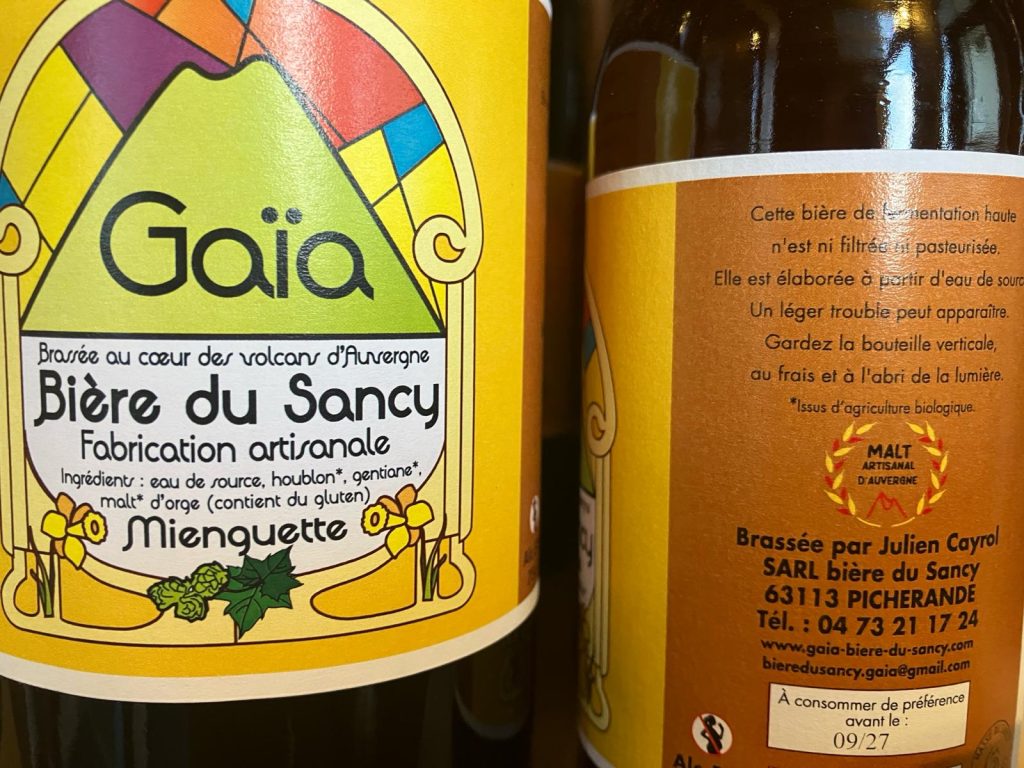 Gaïa
Brassée au cœur des volcans d'Auvergne
Bière du Sancy
Fabrication artisanale
Ingrédients : eau de source, houblon*, gentiane*,
malt* d'orge (contient du gluten)
Mienguette
Cette bière de fermentation haute
n'est ni filtrée ni pasteurisée.
Elle est élaborée à partir d'eau de sourc
Un léger trouble peut apparaître.
Gardez la bouteille verticale,
au frais et à l'abri de la lumière.
*Issus d'agriculture biologique.
MALT
ARTISANAL
D'AUVERGNE
Brassée par Julien Cayrol
SARL bière du Sancy
63113 PICHERANDE
Tél. : 04 73 21 17 24
www.gaia-biere-du-sancy.com
bieredusancy.gaia@gmail.com
À consommer de préférence
avant le :
09/27